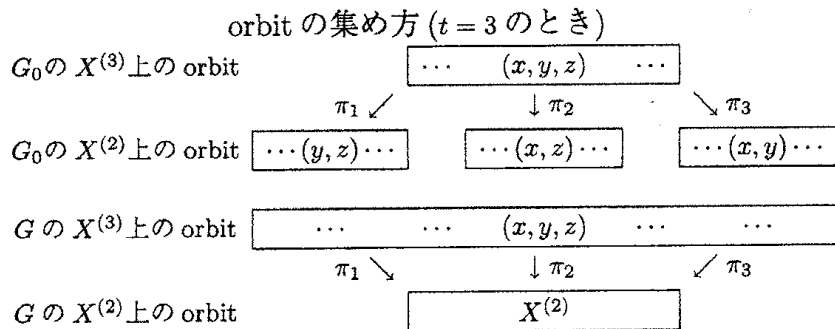 orbit の集め方 (t = 3 のとき)
G₀の X⁽³⁾上の orbit ··· (x, y, z) ···
π₁ ↙ ↓ π₂ ↘ π₃
G₀の X⁽²⁾上の orbit ···(y, z)··· ···(x, z)··· ···(x, y)···
G の X⁽³⁾上の orbit ··· ··· (x, y, z) ··· ···
π₁ ↘ ↓ π₂ ↙ π₃
G の X⁽²⁾上の orbit X⁽²⁾